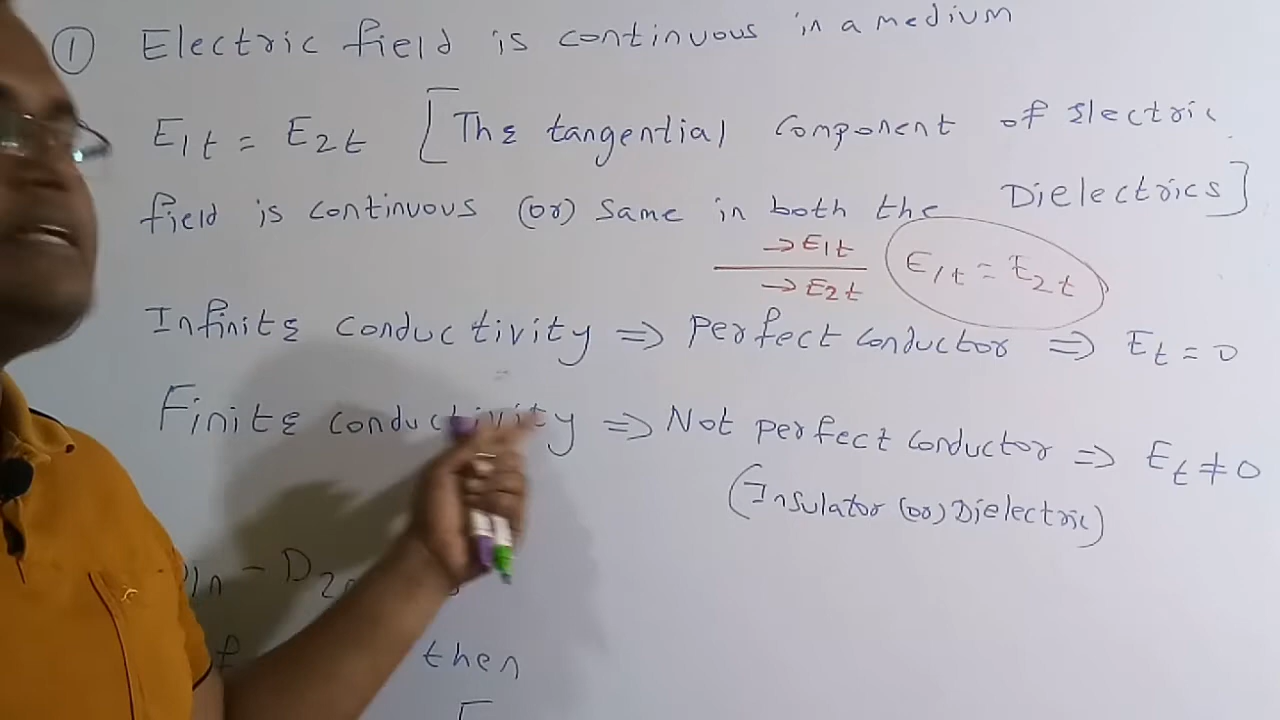 ① Electric field is continuous in a medium
E1t = E2t [The tangential component of Electric
field is continuous (or) same in both the Dielectrics]
→E1t
→E2t
E1t = E2t
Infinite conductivity ⇒ perfect conductor ⇒ Et = 0
Finite conductivity ⇒ Not perfect conductor ⇒ Et ≠ 0
(Insulator (or) Dielectric)
1n - D2
then